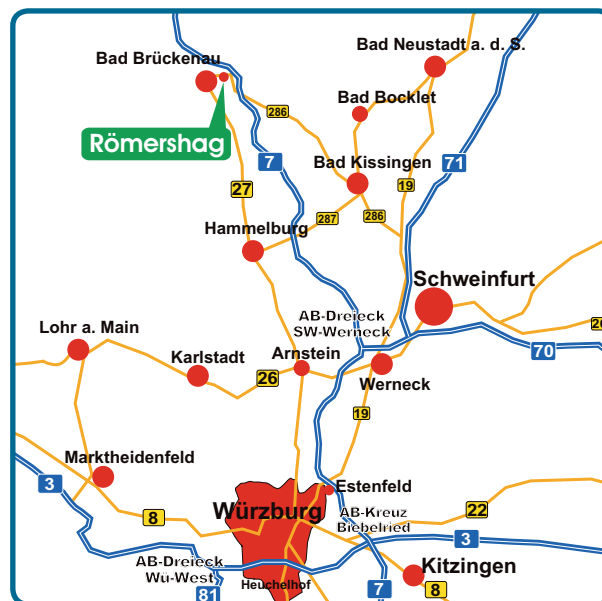 Bad Neustadt a. d. S.
Bad Brückenau
Bad Bocklet
286
Römershag
7
Bad Kissingen
71
27
19
287
286
Hammelburg
Schweinfurt
AB-Dreieck
SW-Werneck
26
Lohr a. Main
Karlstadt
Arnstein
70
26
Werneck
19
Marktheidenfeld
3
Estenfeld
Würzburg
AB-Kreuz
Biebelried
22
8
3
AB-Dreieck
Wü-West
Kitzingen
Heuchelhof
7
8
81